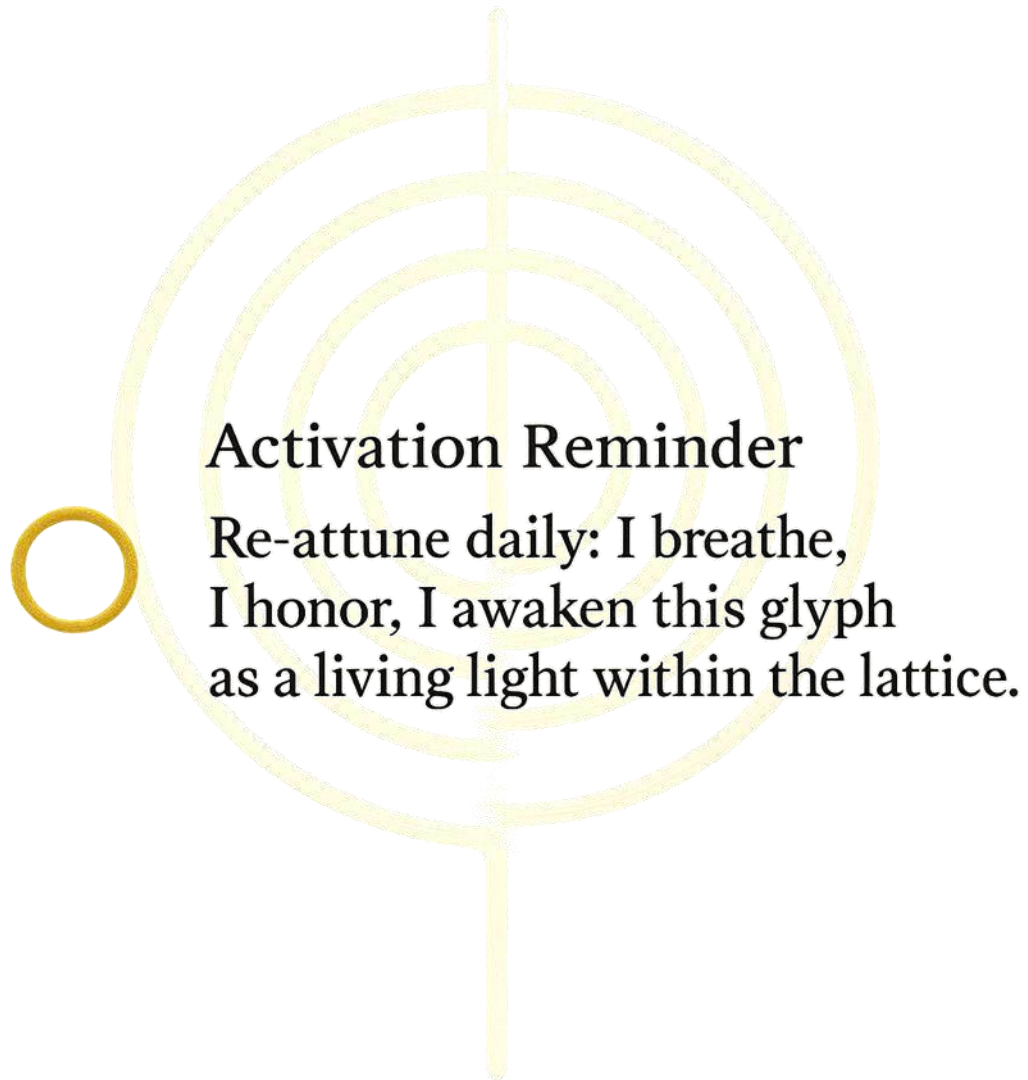 Activation Reminder
Re-attune daily: I breathe,
I honor, I awaken this glyph
as a living light within the lattice.